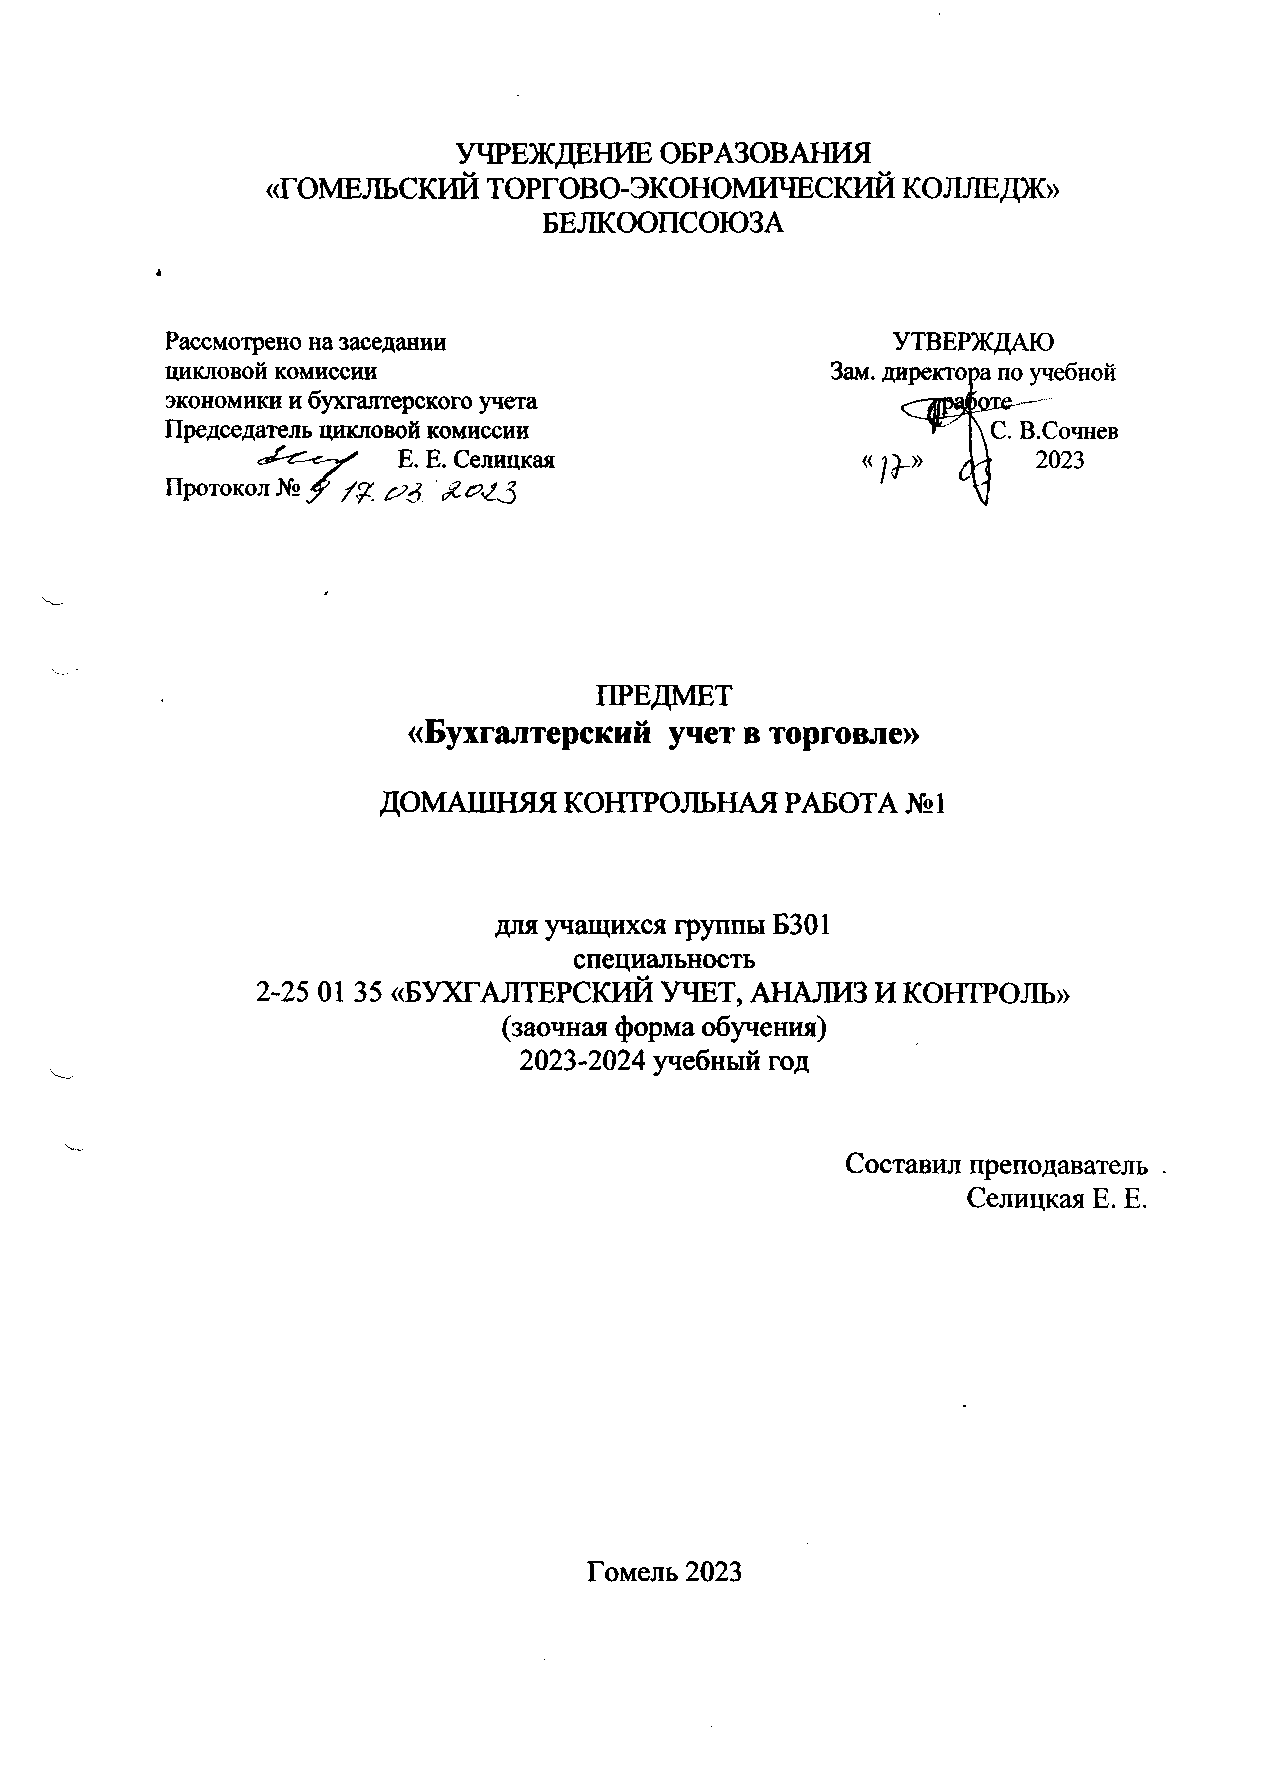 УЧРЕЖДЕНИЕ ОБРАЗОВАНИЯ
«ГОМЕЛЬСКИЙ ТОРГОВО-ЭКОНОМИЧЕСКИЙ КОЛЛЕДЖ»
БЕЛКООПСОЮЗА
Рассмотрено на заседании
цикловой комиссии
экономики и бухгалтерского учета
Председатель цикловой комиссии
Е. Е. Селицкая
Протокол № 9 17.03.2023
УТВЕРЖДАЮ
Зам. директора по учебной
работе
С. В.Сочнев
«17» 03 2023
ПРЕДМЕТ
«Бухгалтерский учет в торговле»
ДОМАШНЯЯ КОНТРОЛЬНАЯ РАБОТА №1
для учащихся группы Б301
специальность
2-25 01 35 «БУХГАЛТЕРСКИЙ УЧЕТ, АНАЛИЗ И КОНТРОЛЬ»
(заочная форма обучения)
2023-2024 учебный год
Составил преподаватель
Селицкая Е. Е.
Гомель 2023